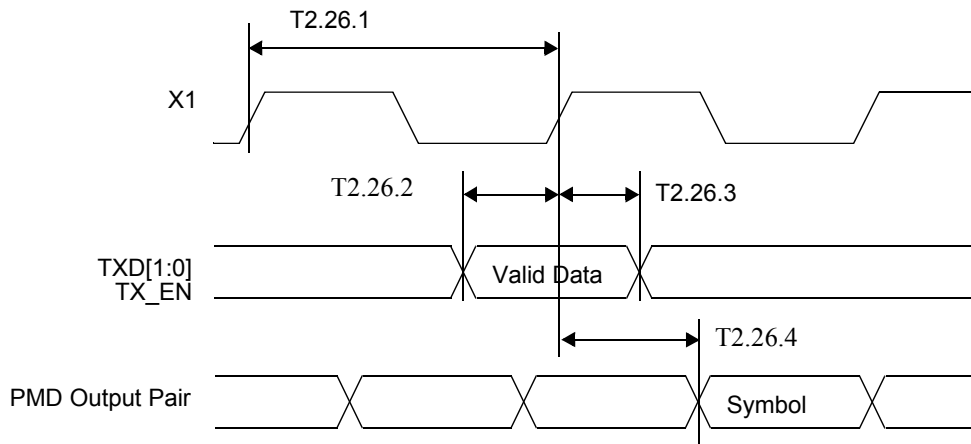 T2.26.1
X1
T2.26.2
T2.26.3
TXD[1:0]
TX_EN
Valid Data
T2.26.4
PMD Output Pair
Symbol